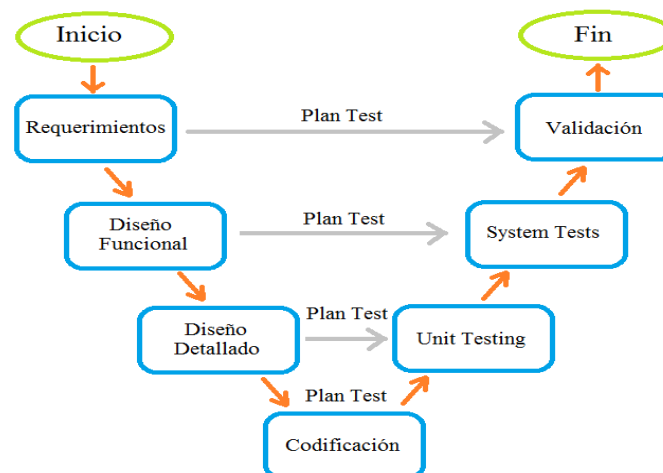 Inicio
Fin
Requerimientos
Plan Test
Validación
Diseño
Funcional
Plan Test
System Tests
Diseño
Detallado
Plan Test
Unit Testing
Plan Test
Codificación